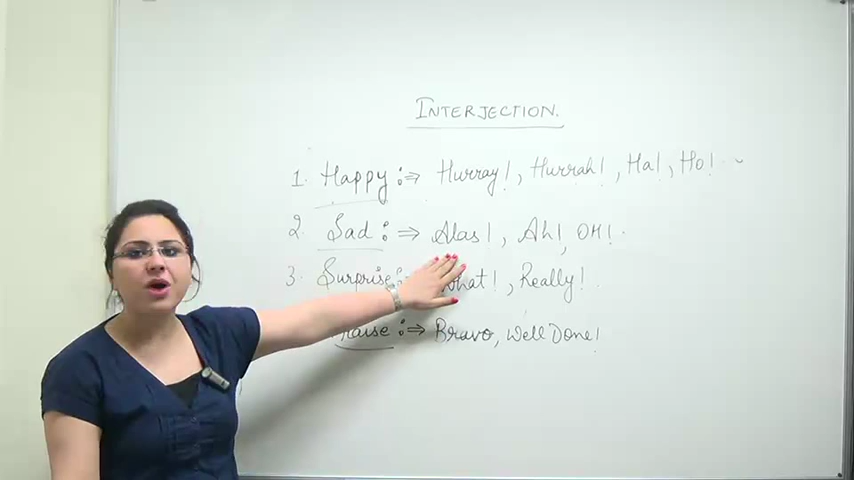 INTERJECTION.
1. Happy :⇒ Hurray!, Hurrah!, Ha!, Ho! ~
2. Sad :⇒ Alas!, Ah!, OH!.
3. Surprise : What!, Really!.
:⇒ Bravo, Well Done!